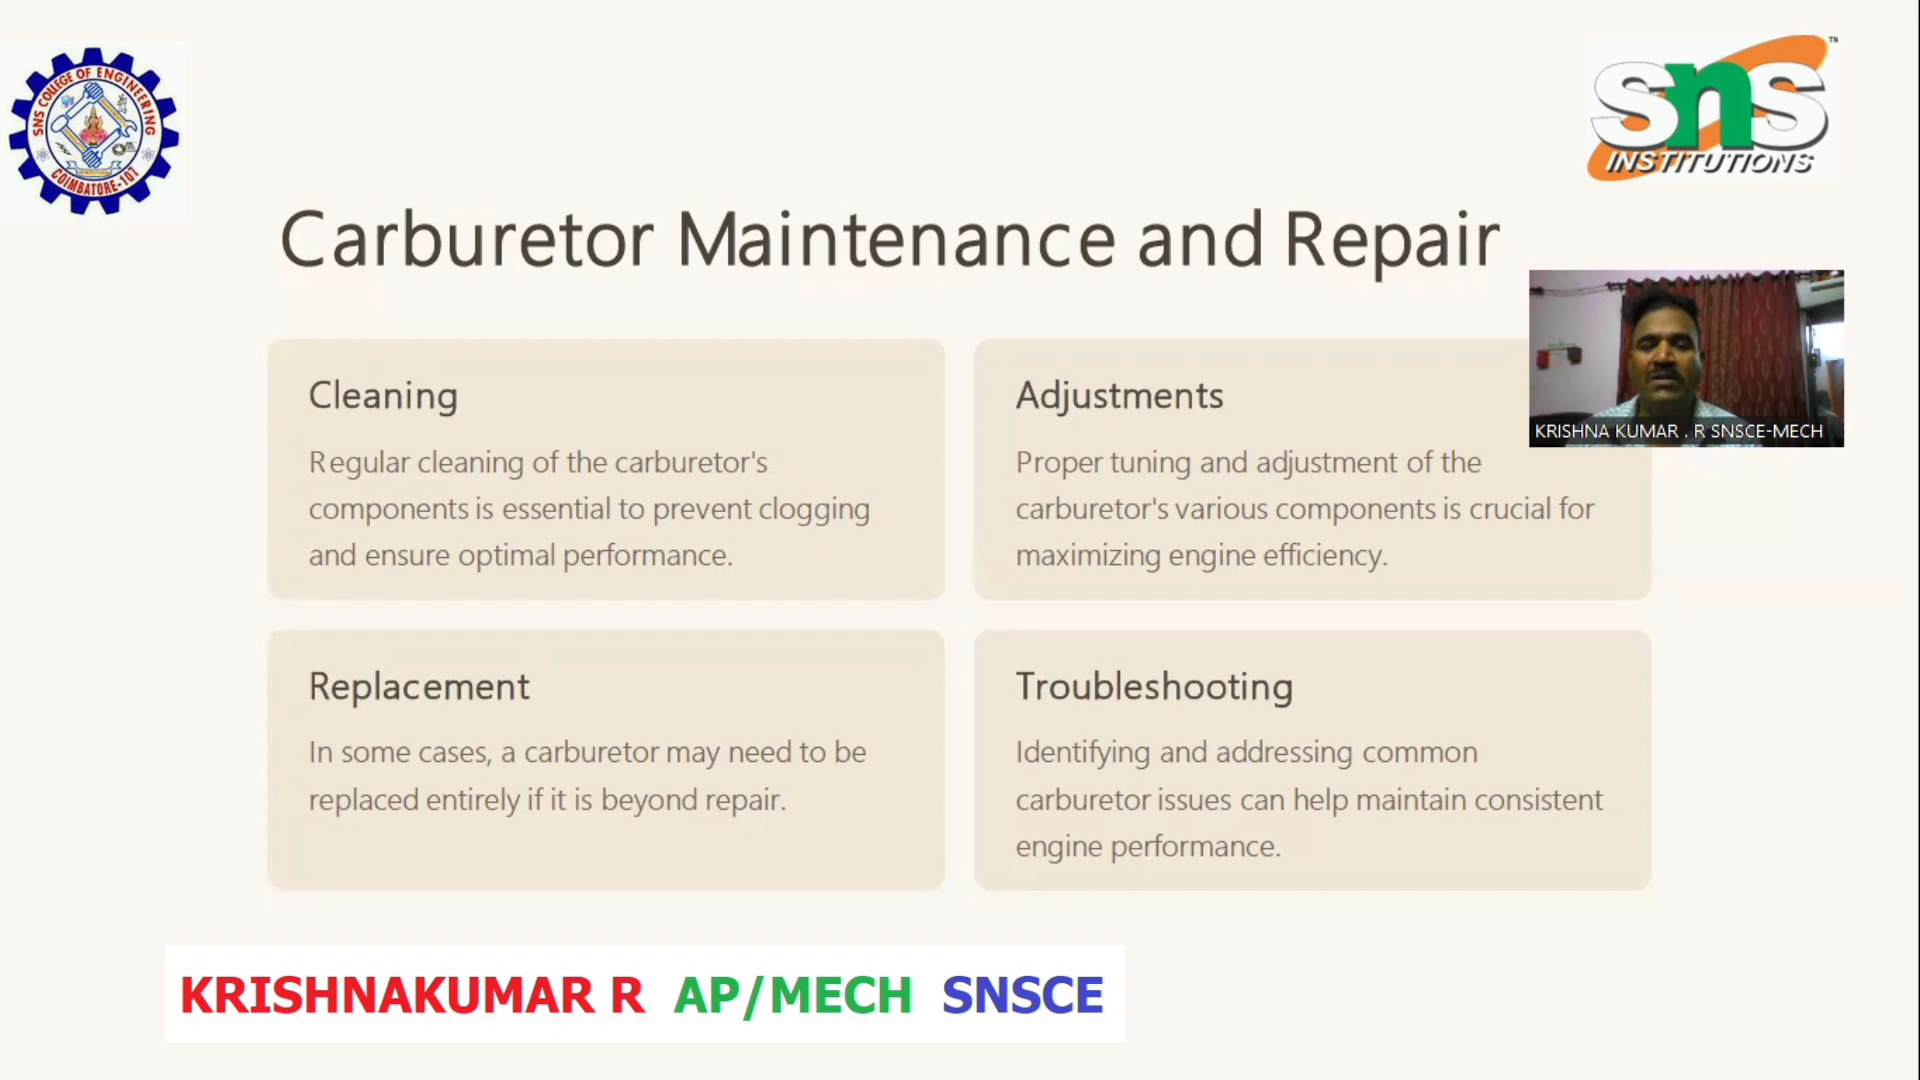 SNS COLLEGE OF ENGINEERING
COIMBATORE-107
sns
INSTITUTIONS
TM
Carburetor Maintenance and Repair
KRISHNA KUMAR . R SNSCE-MECH
Cleaning
Regular cleaning of the carburetor's
components is essential to prevent clogging
and ensure optimal performance.
Adjustments
Proper tuning and adjustment of the
carburetor's various components is crucial for
maximizing engine efficiency.
Replacement
In some cases, a carburetor may need to be
replaced entirely if it is beyond repair.
Troubleshooting
Identifying and addressing common
carburetor issues can help maintain consistent
engine performance.
KRISHNAKUMAR R AP/MECH SNSCE